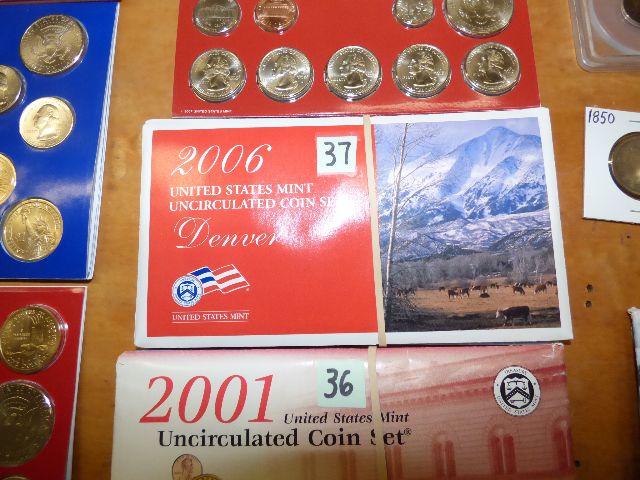 1850
2006
37
UNITED STATES MINT
UNCIRCULATED COIN SET
Denver
UNITED STATES MINT
2001
36
United States Mint
Uncirculated Coin Set®